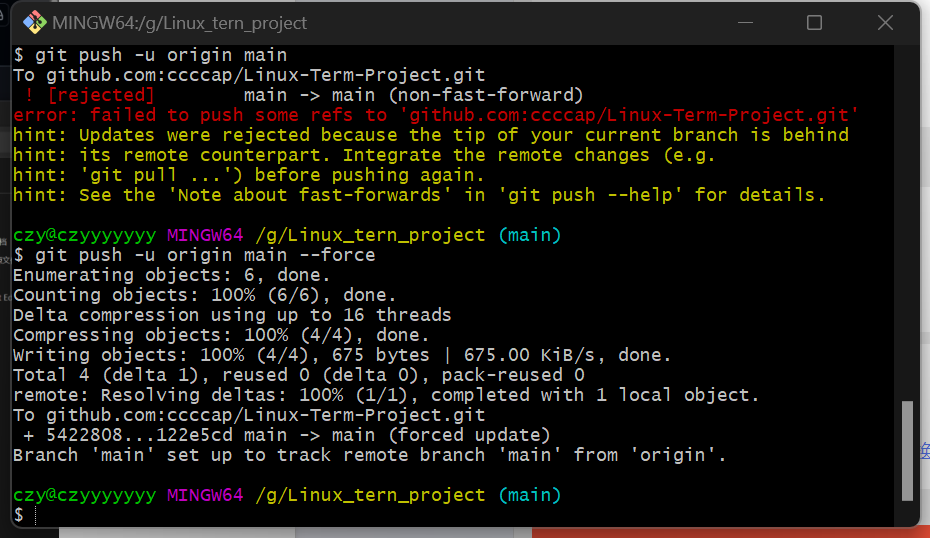 MINGW64:/g/Linux_tern_project
$ git push -u origin main
To github.com:ccccap/Linux-Term-Project.git
 ! [rejected]        main -> main (non-fast-forward)
error: failed to push some refs to 'github.com:ccccap/Linux-Term-Project.git'
hint: Updates were rejected because the tip of your current branch is behind
hint: its remote counterpart. Integrate the remote changes (e.g.
hint: 'git pull ...') before pushing again.
hint: See the 'Note about fast-forwards' in 'git push --help' for details.
czy@czyyyyyyy MINGW64 /g/Linux_tern_project (main)
$ git push -u origin main --force
Enumerating objects: 6, done.
Counting objects: 100% (6/6), done.
Delta compression using up to 16 threads
Compressing objects: 100% (4/4), done.
Writing objects: 100% (4/4), 675 bytes | 675.00 KiB/s, done.
Total 4 (delta 1), reused 0 (delta 0), pack-reused 0
remote: Resolving deltas: 100% (1/1), completed with 1 local object.
To github.com:ccccap/Linux-Term-Project.git
 + 5422808...122e5cd main -> main (forced update)
Branch 'main' set up to track remote branch 'main' from 'origin'.
czy@czyyyyyyy MINGW64 /g/Linux_tern_project (main)
$